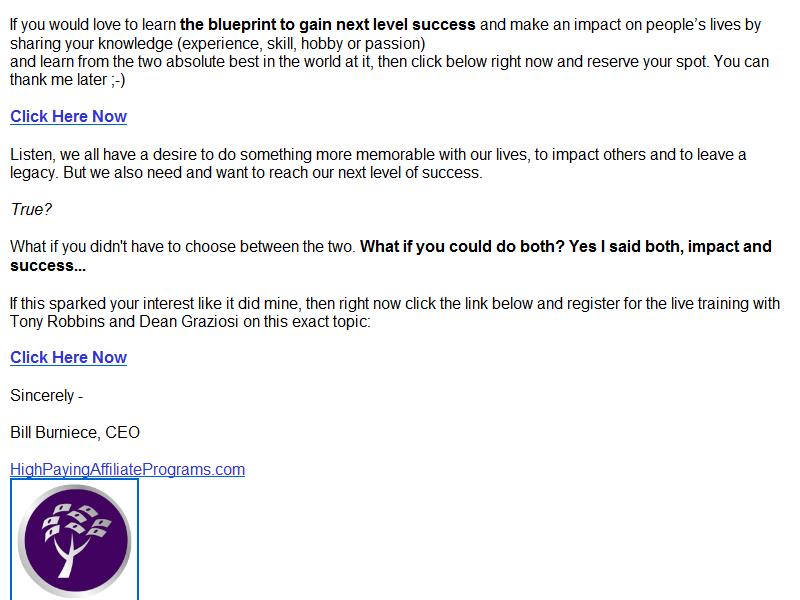 If you would love to learn the blueprint to gain next level success and make an impact on people’s lives by
sharing your knowledge (experience, skill, hobby or passion)
and learn from the two absolute best in the world at it, then click below right now and reserve your spot. You can
thank me later ;-)
Click Here Now
Listen, we all have a desire to do something more memorable with our lives, to impact others and to leave a
legacy. But we also need and want to reach our next level of success.
True?
What if you didn't have to choose between the two. What if you could do both? Yes I said both, impact and
success...
If this sparked your interest like it did mine, then right now click the link below and register for the live training with
Tony Robbins and Dean Graziosi on this exact topic:
Click Here Now
Sincerely -
Bill Burniece, CEO
HighPayingAffiliatePrograms.com